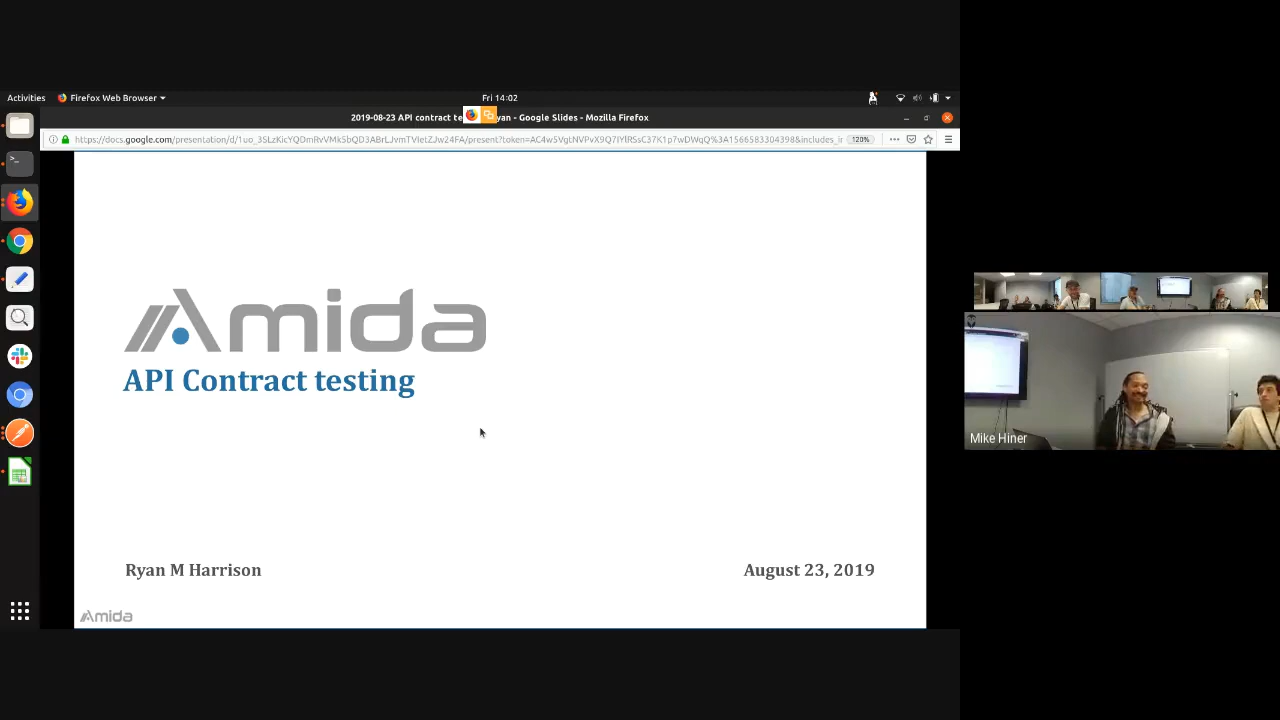 Activities
Firefox Web Browser
Fri 14:02
2019-08-23 API contract te
yan - Google Slides - Mozilla Firefox
120%
Amida
API Contract testing
Ryan M Harrison
August 23, 2019
Amida
Mike Hiner